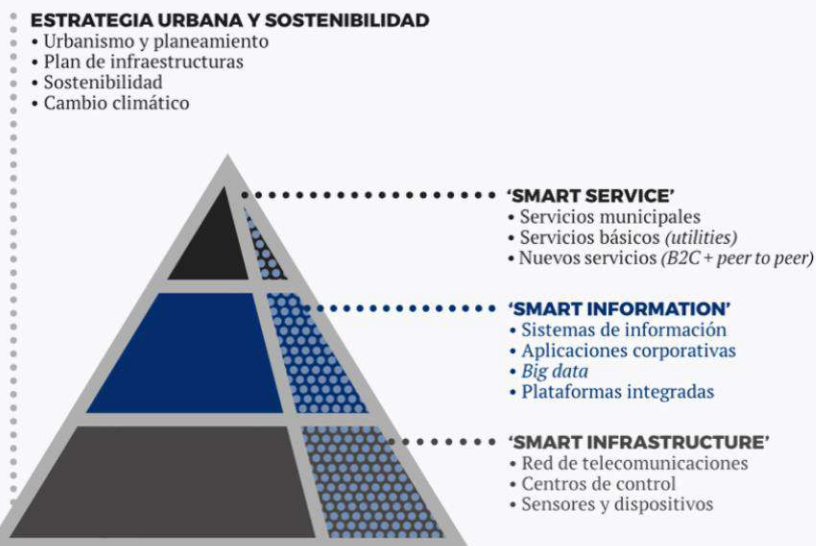 ESTRATEGIA URBANA Y SOSTENIBILIDAD
• Urbanismo y planeamiento
• Plan de infraestructuras
• Sostenibilidad
• Cambio climático
‘SMART SERVICE’
• Servicios municipales
• Servicios básicos (utilities)
• Nuevos servicios (B2C + peer to peer)
‘SMART INFORMATION’
• Sistemas de información
• Aplicaciones corporativas
• Big data
• Plataformas integradas
‘SMART INFRASTRUCTURE’
• Red de telecomunicaciones
• Centros de control
• Sensores y dispositivos